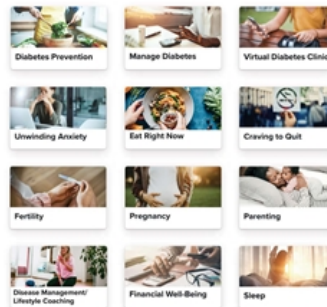 Diabetes Prevention
Manage Diabetes
Virtual Diabetes Clinic
Unwinding Anxiety
Eat Right Now
Craving to Quit
Fertility
Pregnancy
Parenting
Disease Management/
Lifestyle Coaching
Financial Well-Being
Sleep